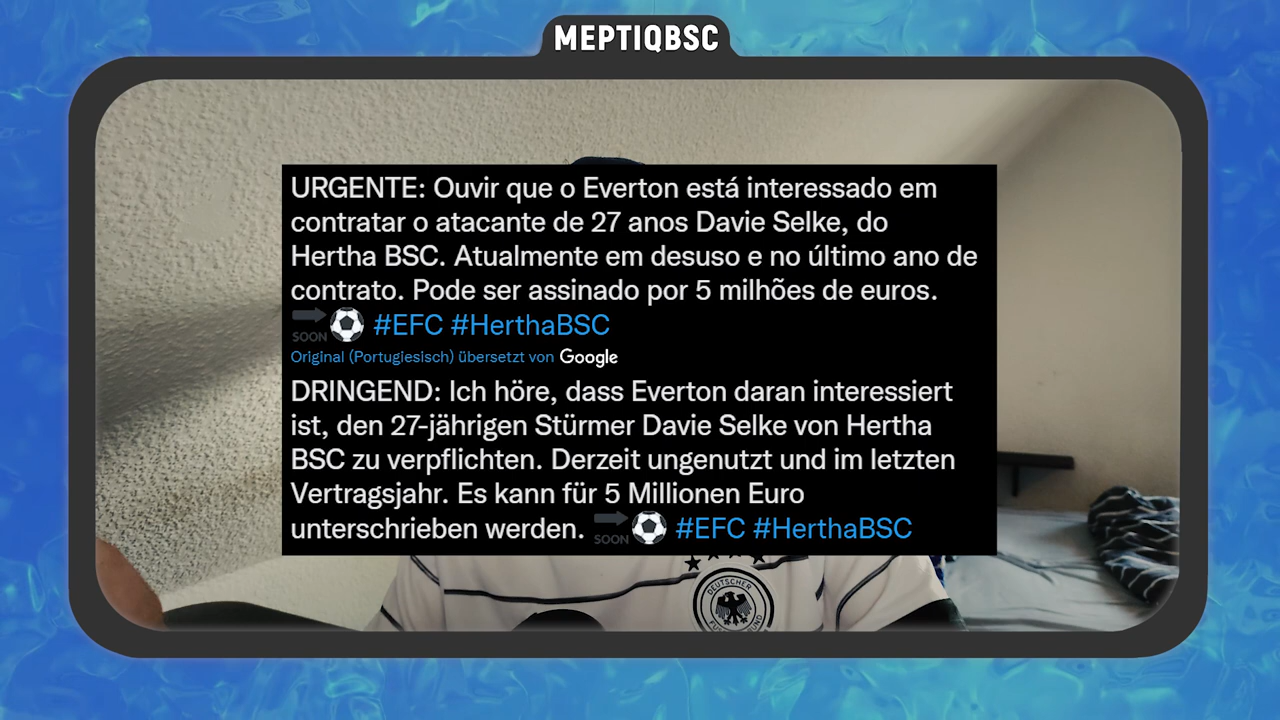 MEPTIQBSC
URGENTE: Ouvir que o Everton está interessado em
contratar o atacante de 27 anos Davie Selke, do
Hertha BSC. Atualmente em desuso e no último ano de
contrato. Pode ser assinado por 5 milhões de euros.
SOON #EFC #HerthaBSC
Original (Portugiesisch) übersetzt von Google
DRINGEND: Ich höre, dass Everton daran interessiert
ist, den 27-jährigen Stürmer Davie Selke von Hertha
BSC zu verpflichten. Derzeit ungenutzt und im letzten
Vertragsjahr. Es kann für 5 Millionen Euro
unterschrieben werden. SOON #EFC #HerthaBSC
DEUTSCHER